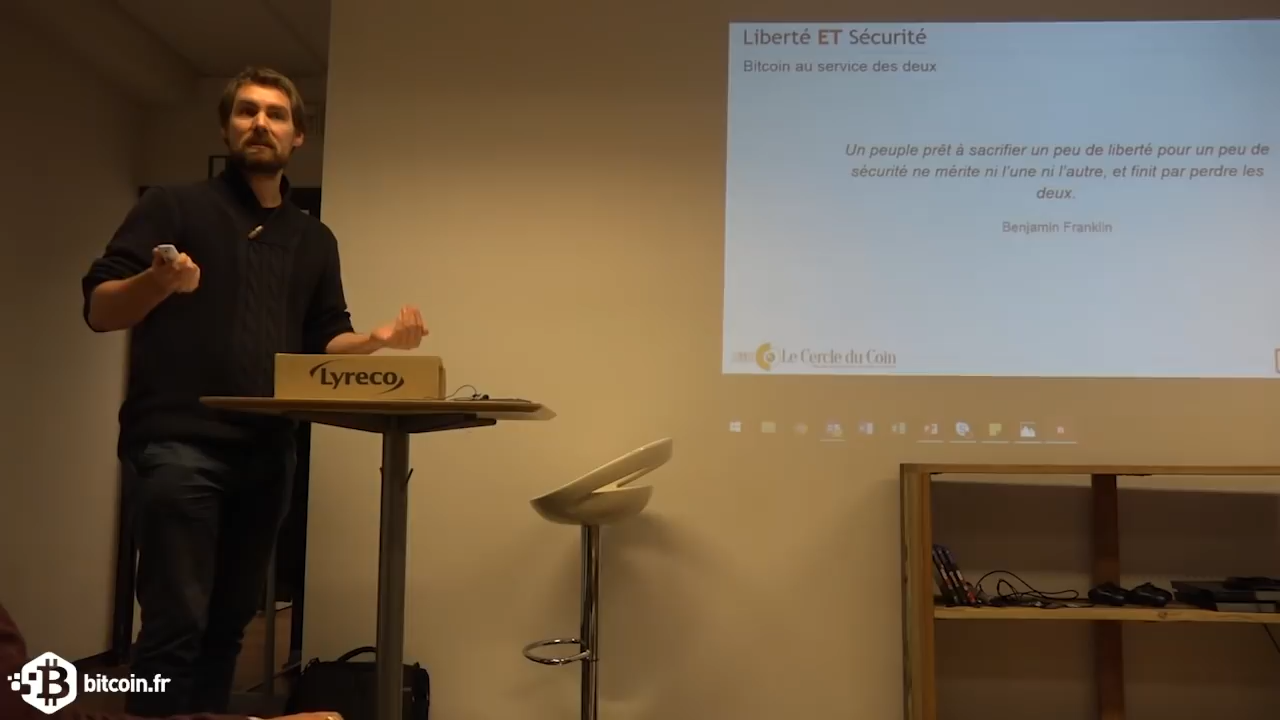 Liberté ET Sécurité
Bitcoin au service des deux
Un peuple prêt à sacrifier un peu de liberté pour un peu de
sécurité ne mérite ni l'une ni l'autre, et finit par perdre les
deux.
Benjamin Franklin
Le Cercle du Coin
Lyreco
bitcoin.fr